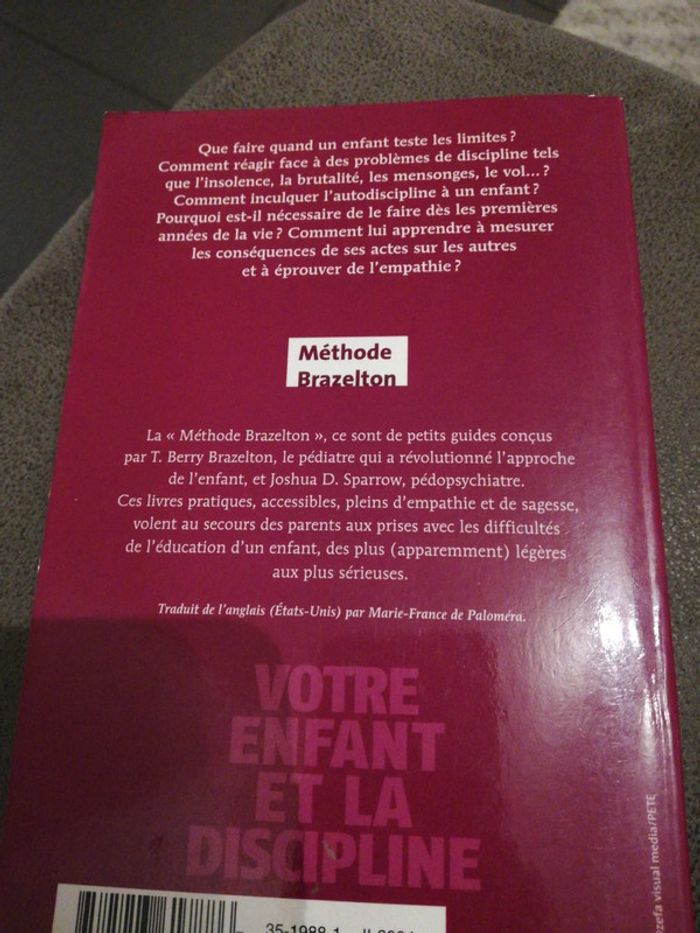 Que faire quand un enfant teste les limites ?
Comment réagir face à des problèmes de discipline tels
que l'insolence, la brutalité, les mensonges, le vol... ?
Comment inculquer l'autodiscipline à un enfant ?
Pourquoi est-il nécessaire de le faire dès les premières
années de la vie ? Comment lui apprendre à mesurer
les conséquences de ses actes sur les autres
et à éprouver de l'empathie ?
Méthode
Brazelton
La « Méthode Brazelton », ce sont de petits guides conçus
par T. Berry Brazelton, le pédiatre qui a révolutionné l'approche
de l'enfant, et Joshua D. Sparrow, pédopsychiatre.
Ces livres pratiques, accessibles, pleins d'empathie et de sagesse,
volent au secours des parents aux prises avec les difficultés
de l'éducation d'un enfant, des plus (apparemment) légères
aux plus sérieuses.
Traduit de l'anglais (États-Unis) par Marie-France de Paloméra.
VOTRE
ENFANT
ET LA
DISCIPLINE
visual media/PETE
35-1988-1